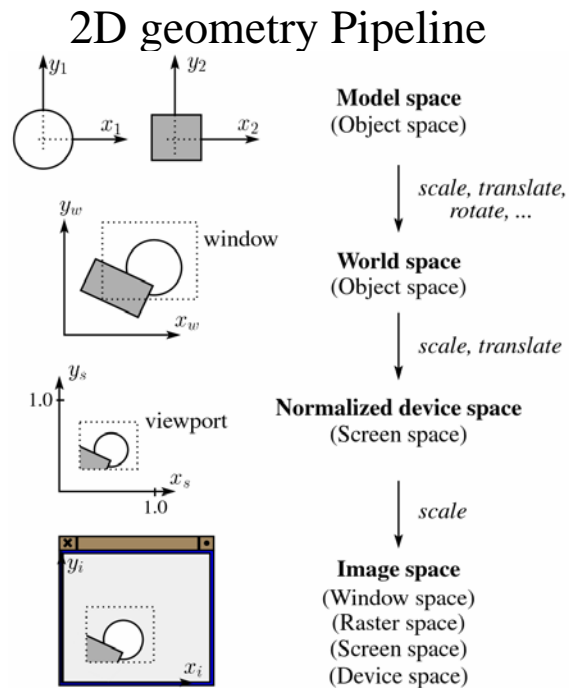 2D geometry Pipeline
y1
y2
x1
x2
Model space
(Object space)
scale, translate,
rotate, ...
yw
window
xw
World space
(Object space)
scale, translate
ys
1.0
viewport
xs
1.0
Normalized device space
(Screen space)
scale
yi
xi
Image space
(Window space)
(Raster space)
(Screen space)
(Device space)